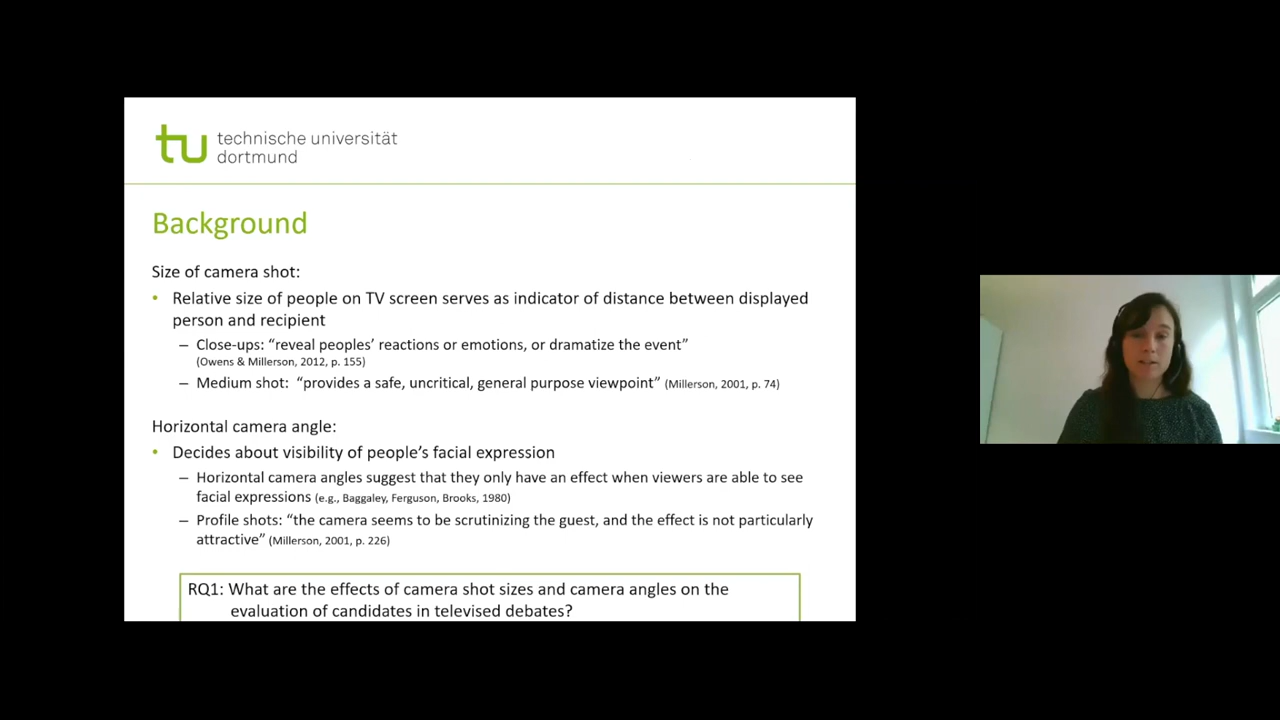 tu technische universität
dortmund
Background
Size of camera shot:
• Relative size of people on TV screen serves as indicator of distance between displayed
person and recipient
– Close-ups: “reveal peoples’ reactions or emotions, or dramatize the event”
(Owens & Millerson, 2012, p. 155)
– Medium shot: “provides a safe, uncritical, general purpose viewpoint” (Millerson, 2001, p. 74)
Horizontal camera angle:
• Decides about visibility of people’s facial expression
– Horizontal camera angles suggest that they only have an effect when viewers are able to see
facial expressions (e.g., Baggaley, Ferguson, Brooks, 1980)
– Profile shots: “the camera seems to be scrutinizing the guest, and the effect is not particularly
attractive” (Millerson, 2001, p. 226)
RQ1: What are the effects of camera shot sizes and camera angles on the
evaluation of candidates in televised debates?